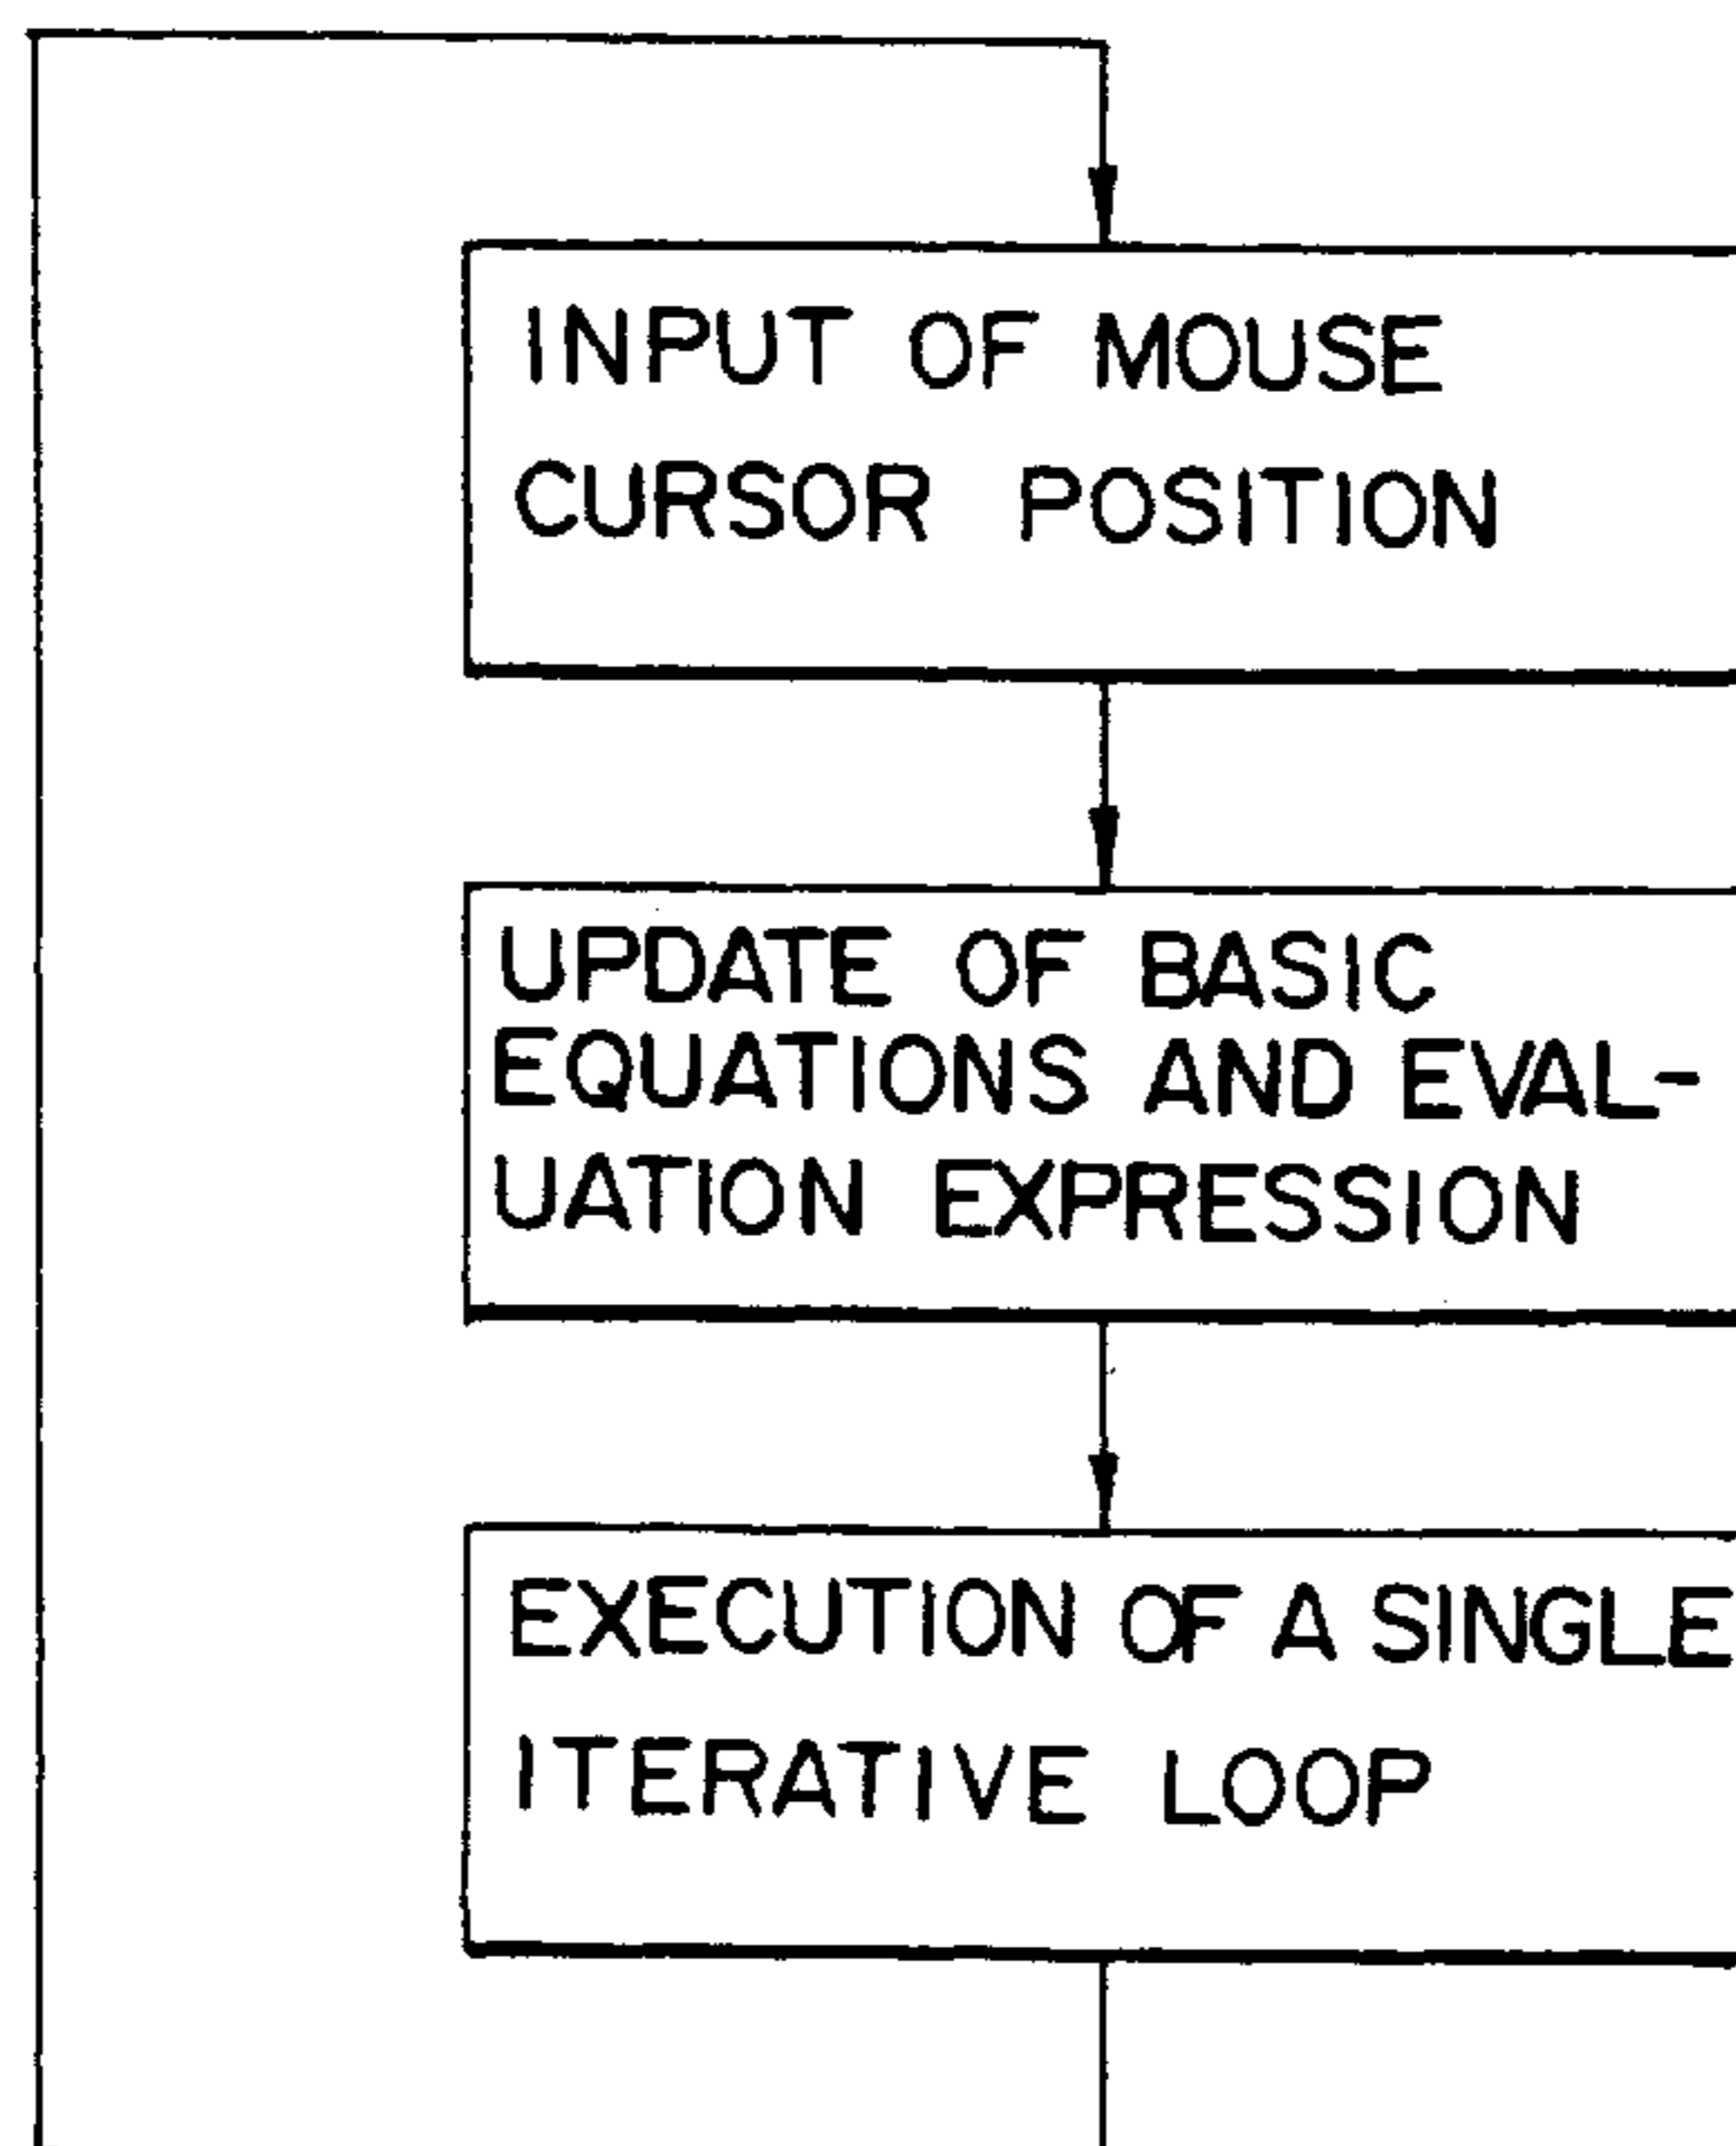 INPUT OF MOUSE
CURSOR POSITION
UPDATE OF BASIC
EQUATIONS AND EVAL-
UATION EXPRESSION
EXECUTION OF A SINGLE
ITERATIVE LOOP